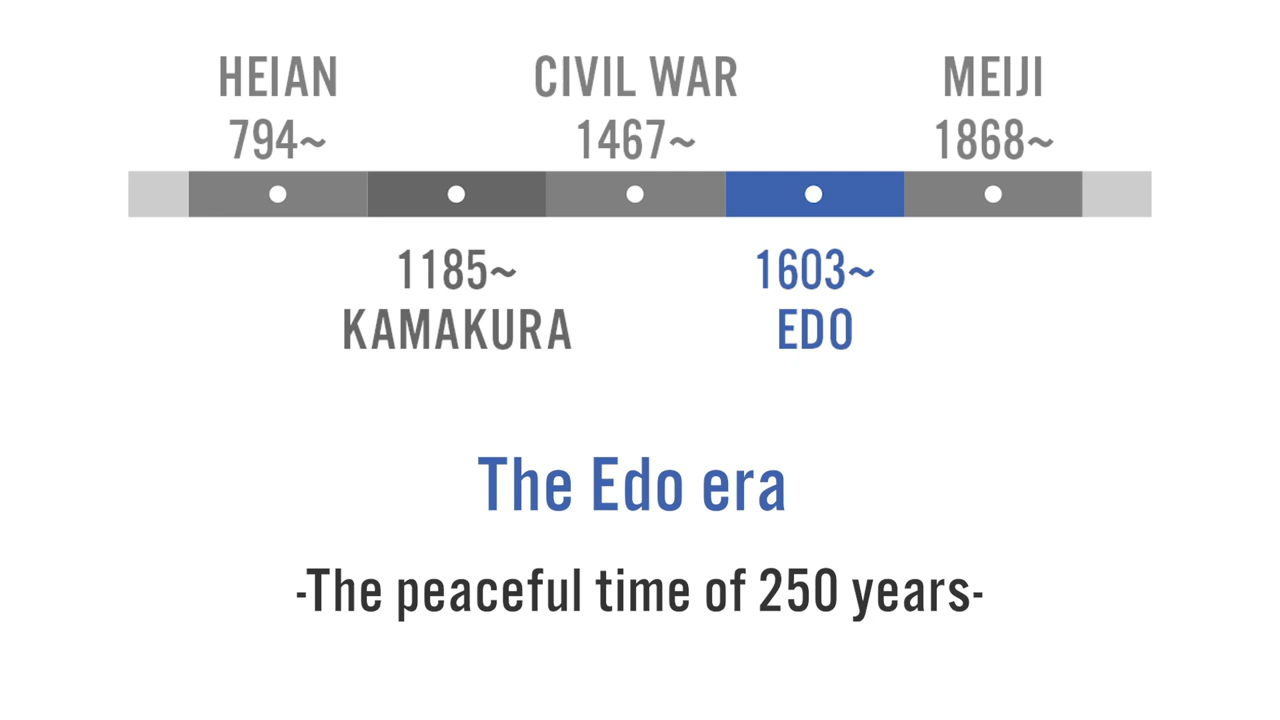 HEIAN
794~
CIVIL WAR
1467~
MEIJI
1868~
1185~
KAMAKURA
1603~
EDO
The Edo era
-The peaceful time of 250 years-